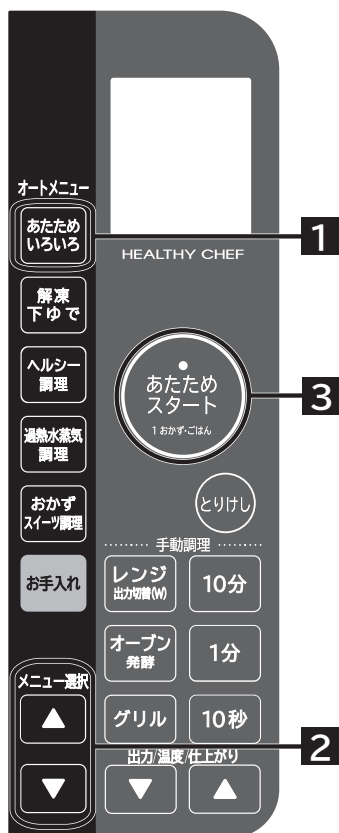 オートメニュー
あたため
いろいろ
解凍
下ゆで
ヘルシー
調理
過熱水蒸気
調理
おかず
スイーツ調理
お手入れ
メニュー選択
▲
▼
HEALTHY CHEF
あたため
スタート
1 おかず・ごはん
とりけし
手動調理
レンジ
出力切替(W)
10分
オーブン
発酵
1分
グリル
10秒
出力/温度/仕上がり
▼
▲
1
3
2